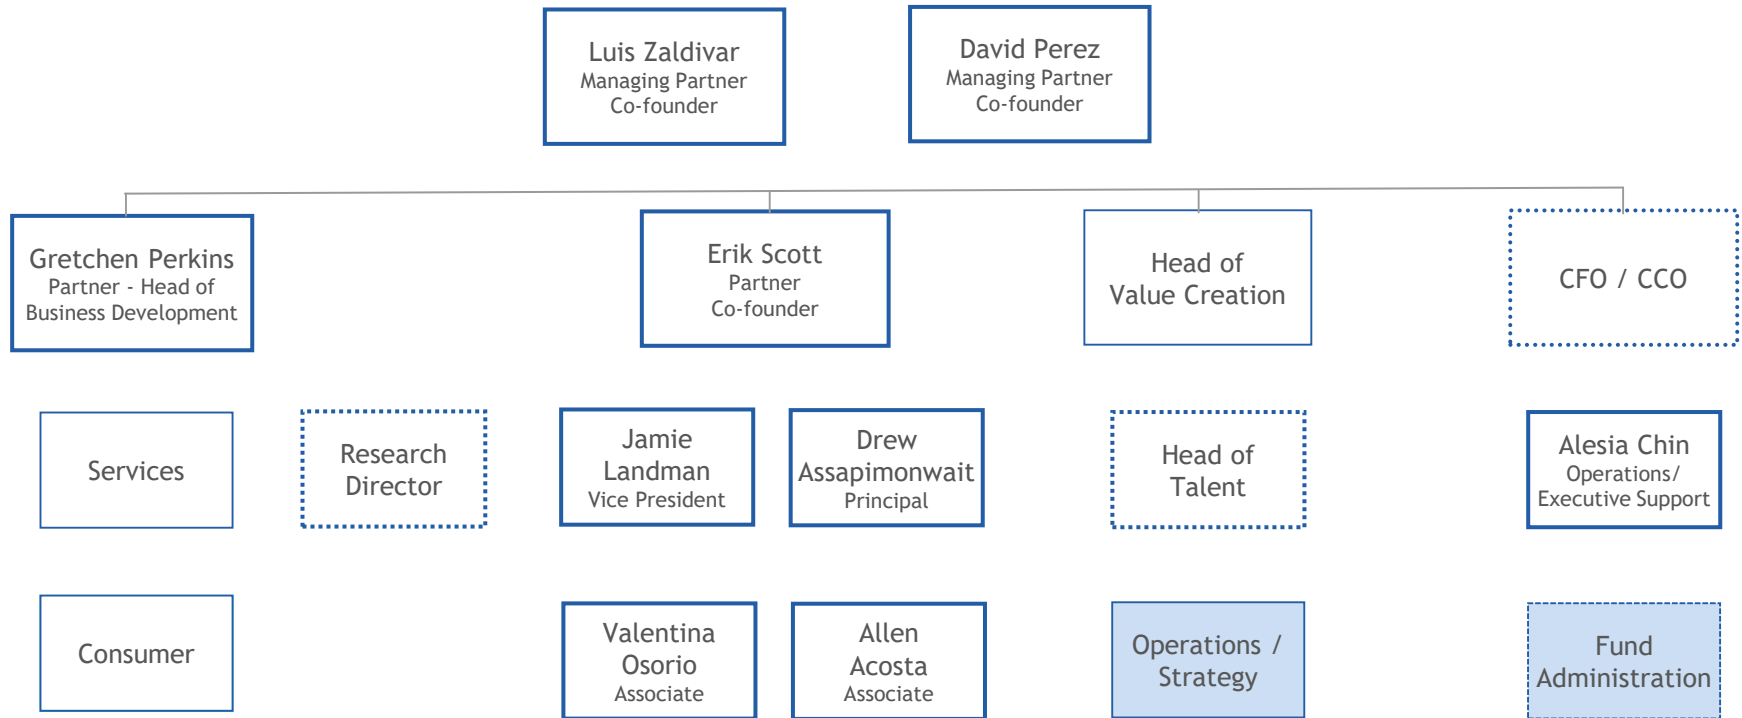 Luis Zaldivar
Managing Partner
Co-founder
David Perez
Managing Partner
Co-founder
Gretchen Perkins
Partner - Head of
Business Development
Erik Scott
Partner
Co-founder
Head of
Value Creation
CFO / CCO
Services
Research
Director
Jamie
Landman
Vice President
Drew
Assapimonwait
Principal
Head of
Talent
Alesia Chin
Operations/
Executive Support
Consumer
Valentina
Osorio
Associate
Allen
Acosta
Associate
Operations /
Strategy
Fund
Administration